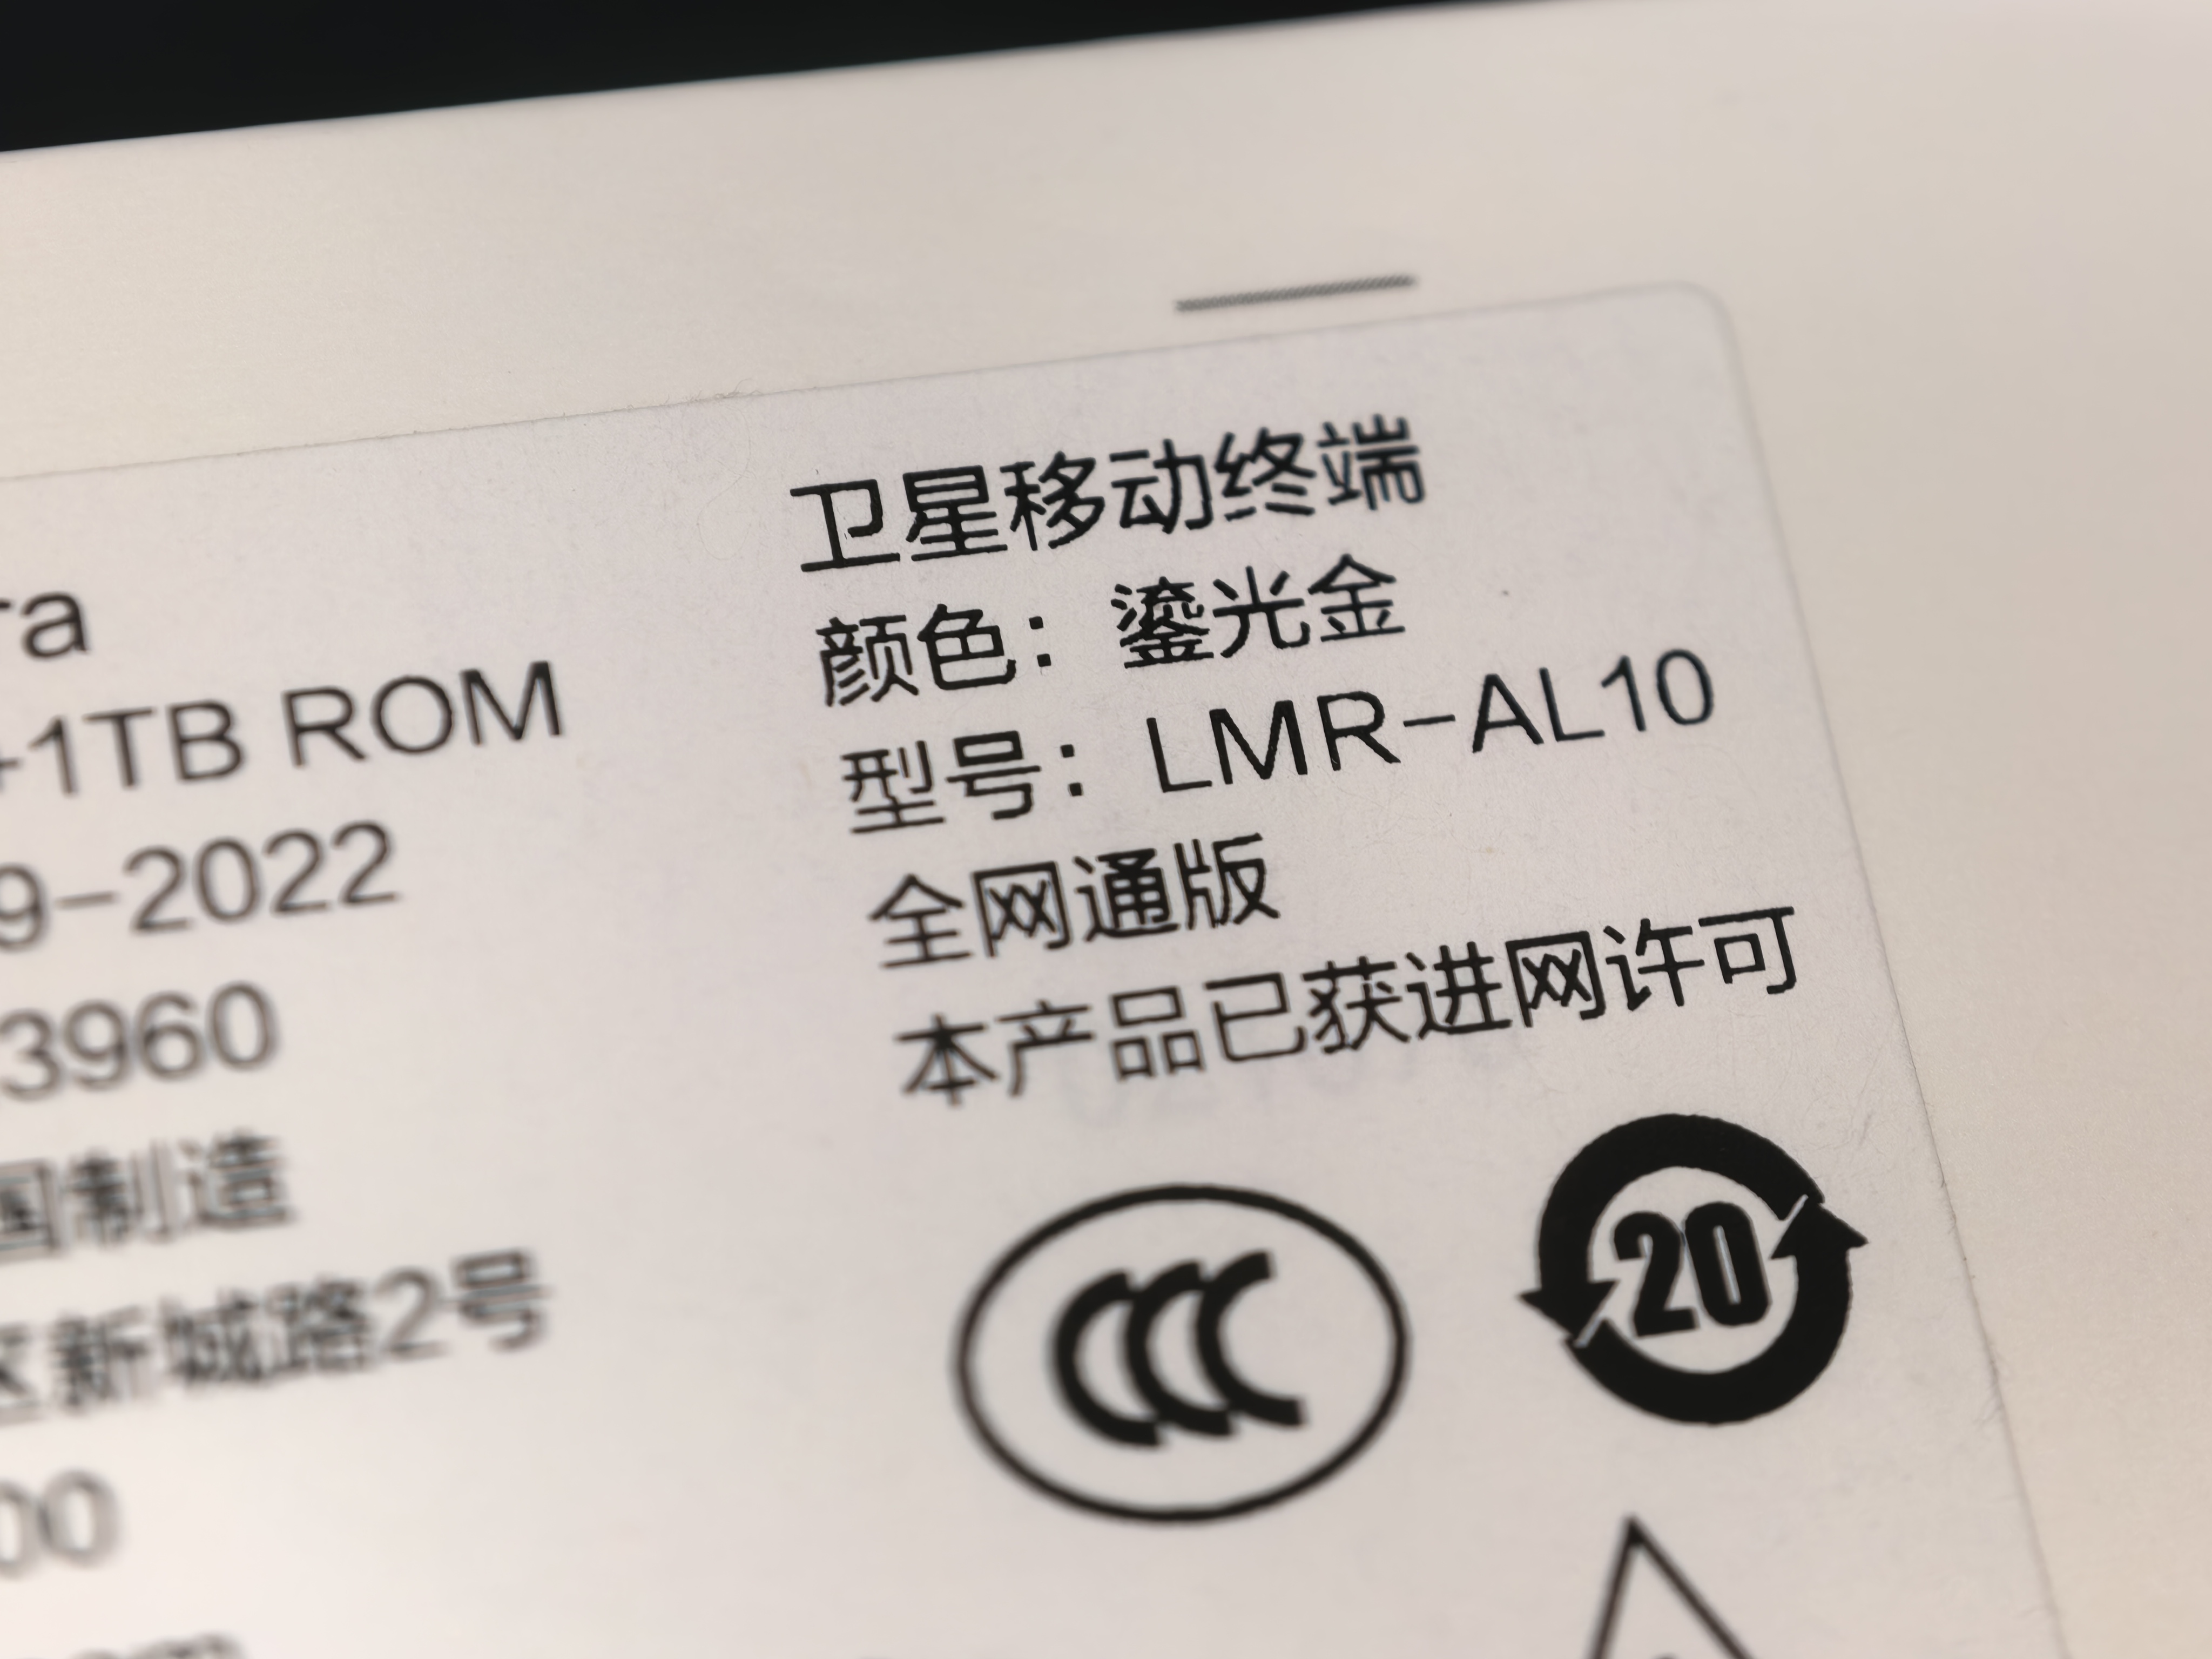 ra
+1TB ROM
9-2022
3960
国制造
区新城路2号
00
com
卫星移动终端
颜色：鎏光金
型号：LMR-AL10
全网通版
本产品已获进网许可
CCC
20